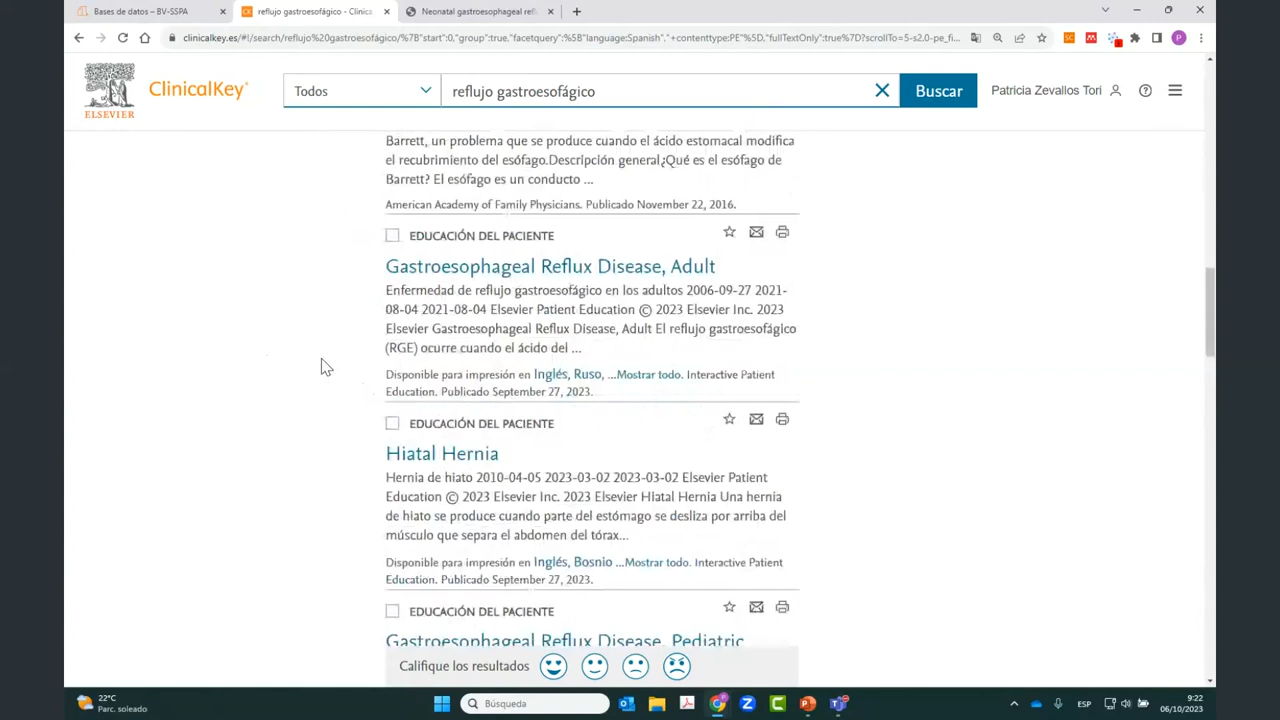 Bases de datos – BV-SSPA
reflujo gastroesofágico - Clinica
Neonatal gastroesophageal refl
clinicalkey.es/#!/search/reflujo%20gastroesofágico/%7B"start":0,"group":true,"facetquery":%5B"language:Spanish","+contenttype:PE"%5D,"fullTextOnly":true%7D?scrollTo=5-s2.0-pe_fi...
ELSEVIER
ClinicalKey®
Todos
reflujo gastroesofágico
Buscar
Patricia Zevallos Tori
Barrett, un problema que se produce cuando el ácido estomacal modifica
el recubrimiento del esófago.Descripción general¿Qué es el esófago de
Barrett? El esófago es un conducto ...
American Academy of Family Physicians. Publicado November 22, 2016.
EDUCACIÓN DEL PACIENTE
Gastroesophageal Reflux Disease, Adult
Enfermedad de reflujo gastroesofágico en los adultos 2006-09-27 2021-
08-04 2021-08-04 Elsevier Patient Education © 2023 Elsevier Inc. 2023
Elsevier Gastroesophageal Reflux Disease, Adult El reflujo gastroesofágico
(RGE) ocurre cuando el ácido del ...
Disponible para impresión en Inglés, Ruso, ...Mostrar todo. Interactive Patient
Education. Publicado September 27, 2023.
EDUCACIÓN DEL PACIENTE
Hiatal Hernia
Hernia de hiato 2010-04-05 2023-03-02 2023-03-02 Elsevier Patient
Education © 2023 Elsevier Inc. 2023 Elsevier Hiatal Hernia Una hernia
de hiato se produce cuando parte del estómago se desliza por arriba del
músculo que separa el abdomen del tórax...
Disponible para impresión en Inglés, Bosnio ...Mostrar todo. Interactive Patient
Education. Publicado September 27, 2023.
EDUCACIÓN DEL PACIENTE
Gastroesophageal Reflux Disease, Pediatric
Califique los resultados
22°C
Parc. soleado
Búsqueda
ESP
9:22
06/10/2023